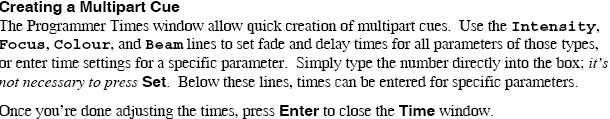 Creating a Multipart Cue
The Programmer Times window allow quick creation of multipart cues.  Use the Intensity,
Focus, Colour, and Beam lines to set fade and delay times for all parameters of those types,
or enter time settings for a specific parameter.  Simply type the number directly into the box; it's
not necessary to press Set.  Below these lines, times can be entered for specific parameters.
Once you're done adjusting the times, press Enter to close the Time window.